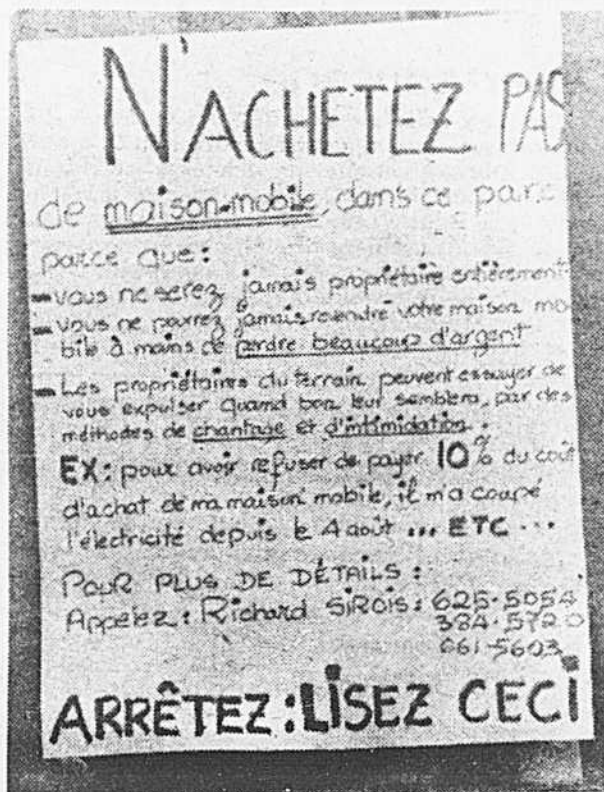 N'ACHETEZ PAS
de maison-mobile, dans ce parc
parce que:
- vous ne serez jamais propriétaire entièrement
- vous ne pourrez jamais revendre votre maison mo-
bile à moins de perdre beaucoup d'argent
- Les propriétaires du terrain peuvent essayer de
vous expulser quand bon leur semblera, par des
méthodes de chantage et d'intimidation.
EX: pour avoir refuser de payer 10% du coût
d'achat de ma maison mobile, il m'a coupé
l'électricité depuis le 4 août ... ETC ...
POUR PLUS DE DÉTAILS:
Appelez: Richard SIROIS: 625-5054
384-5720
661-5603
ARRÊTEZ: LISEZ CECI